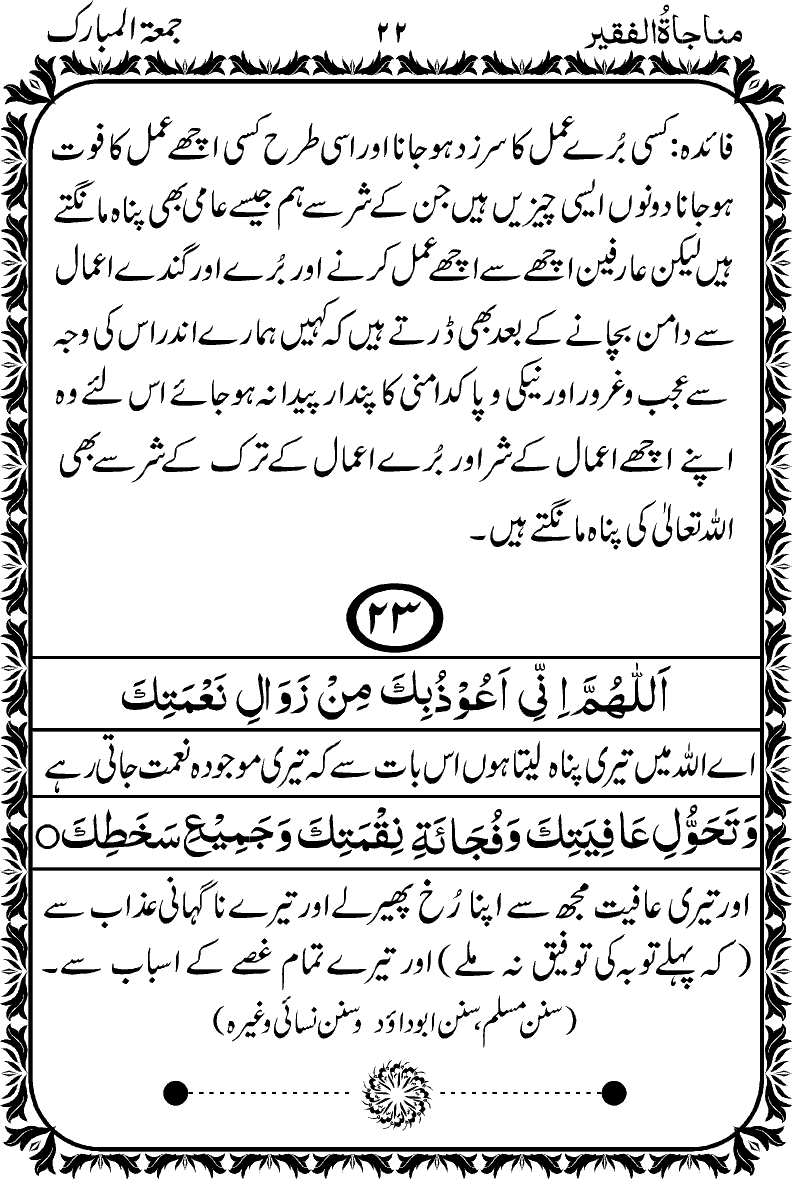 مناجاۃ الفقیر ۲۲ جمعۃ المبارک
فائدہ: کسی بُرے عمل کا سرزد ہوجانا اور اسی طرح کسی اچھے عمل کا فوت
ہوجانا دونوں ایسی چیزیں ہیں جن کے شر سے ہم جیسے عامی بھی پناہ مانگتے
ہیں لیکن عارفین اچھے سے اچھے عمل کرنے اور بُرے اور گندے اعمال
سے دامن بچانے کے بعد بھی ڈرتے ہیں کہ کہیں ہمارے اندر اس کی وجہ
سے عجب و غرور اور نیکی و پاکدامنی کا پندار پیدا نہ ہوجائے اس لئے وہ
اپنے اچھے اعمال کے شر اور بُرے اعمال کے ترک کے شر سے بھی
اللہ تعالیٰ کی پناہ مانگتے ہیں۔
۲۳
اَللّٰهُمَّ اِنِّىْ اَعُوْذُبِكَ مِنْ زَوَالِ نَعْمَتِكَ
اے اللہ میں تیری پناہ لیتا ہوں اس بات سے کہ تیری موجودہ نعمت جاتی رہے
وَتَحَوُّلِ عَافِيَتِكَ وَفُجَائَةِ نِقْمَتِكَ وَجَمِيْعِ سَخَطِكَ○
اور تیری عافیت مجھ سے اپنا رُخ پھیر لے اور تیرے ناگہانی عذاب سے
(کہ پہلے توبہ کی توفیق نہ ملے) اور تیرے تمام غصے کے اسباب سے۔
(سنن مسلم، سنن ابوداؤد و سنن نسائی وغیرہ)